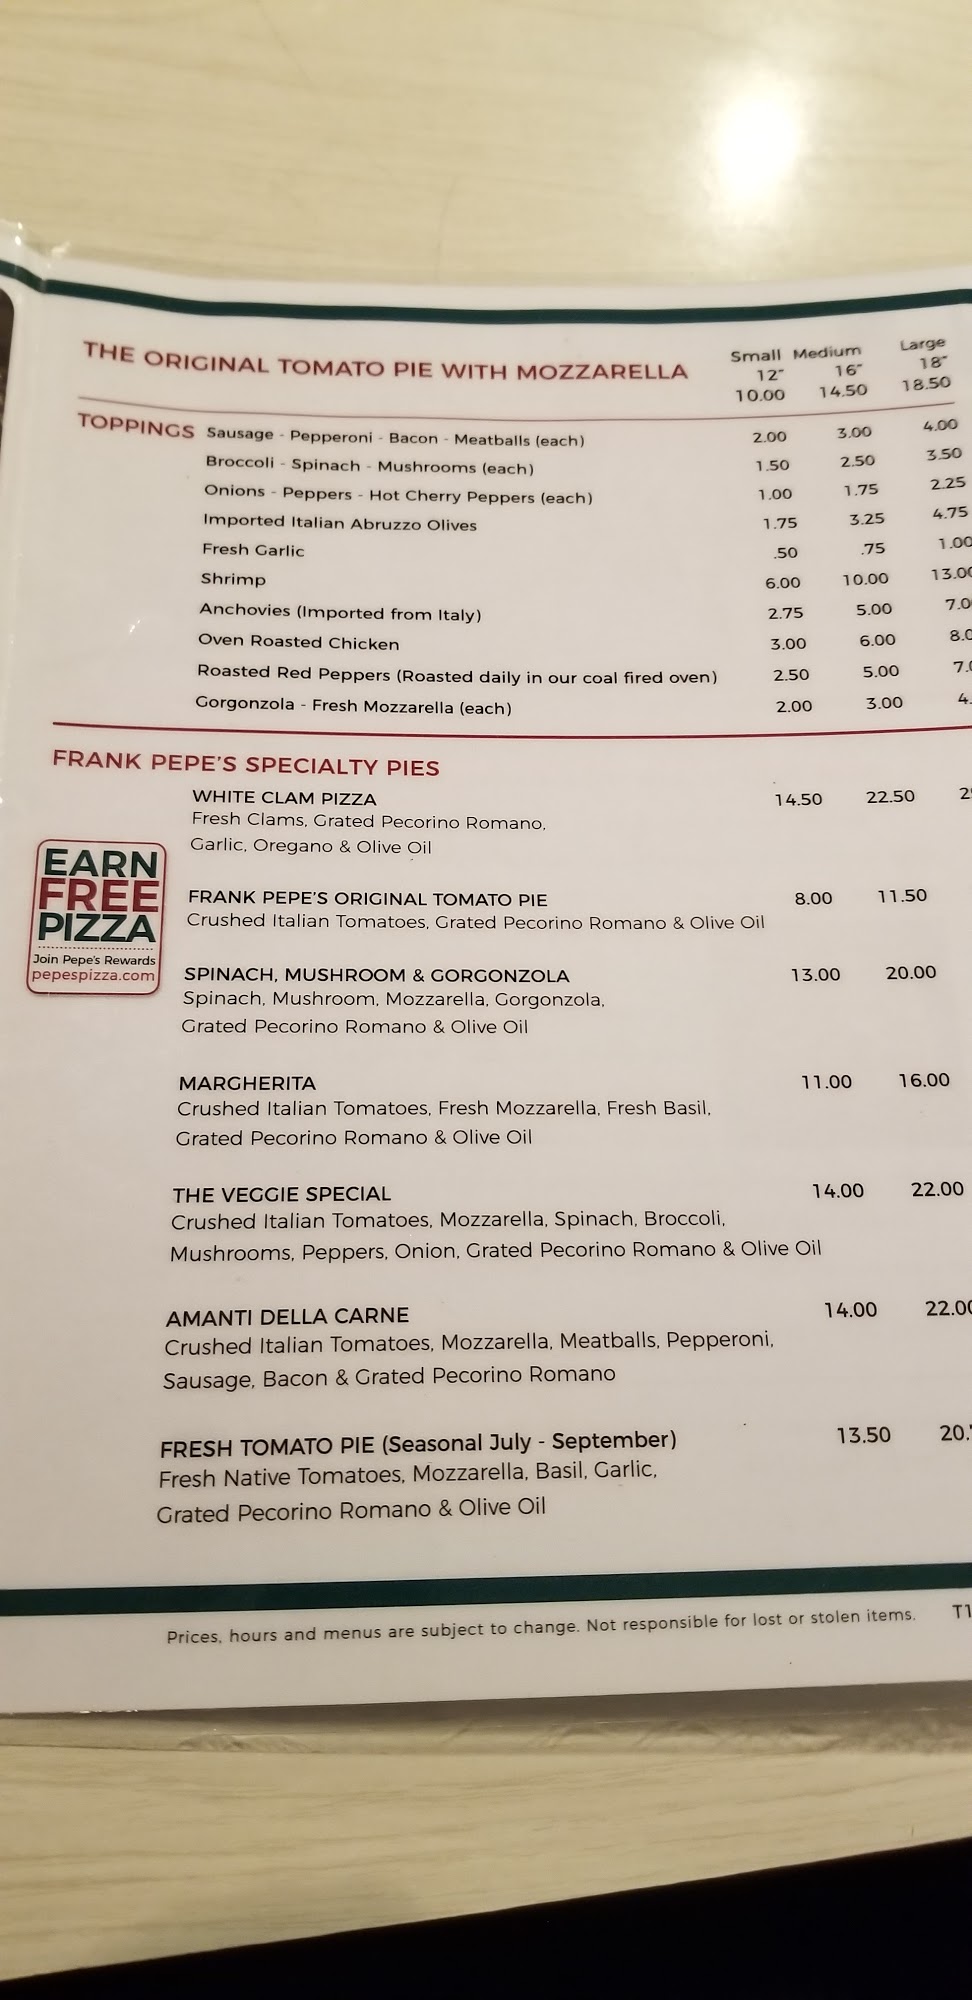 THE ORIGINAL TOMATO PIE WITH MOZZARELLA
Small Medium Large
12" 16" 18"
10.00 14.50 18.50
TOPPINGS Sausage - Pepperoni - Bacon - Meatballs (each) 2.00 3.00 4.00
Broccoli - Spinach - Mushrooms (each) 1.50 2.50 3.50
Onions - Peppers - Hot Cherry Peppers (each) 1.00 1.75 2.25
Imported Italian Abruzzo Olives 1.75 3.25 4.75
Fresh Garlic .50 .75 1.00
Shrimp 6.00 10.00 13.00
Anchovies (Imported from Italy) 2.75 5.00 7.0
Oven Roasted Chicken 3.00 6.00 8.0
Roasted Red Peppers (Roasted daily in our coal fired oven) 2.50 5.00 7.
Gorgonzola - Fresh Mozzarella (each) 2.00 3.00 4.
FRANK PEPE'S SPECIALTY PIES
WHITE CLAM PIZZA 14.50 22.50
Fresh Clams, Grated Pecorino Romano,
Garlic, Oregano & Olive Oil
FRANK PEPE'S ORIGINAL TOMATO PIE 8.00 11.50
Crushed Italian Tomatoes, Grated Pecorino Romano & Olive Oil
SPINACH, MUSHROOM & GORGONZOLA 13.00 20.00
Spinach, Mushroom, Mozzarella, Gorgonzola,
Grated Pecorino Romano & Olive Oil
MARGHERITA 11.00 16.00
Crushed Italian Tomatoes, Fresh Mozzarella, Fresh Basil,
Grated Pecorino Romano & Olive Oil
THE VEGGIE SPECIAL 14.00 22.00
Crushed Italian Tomatoes, Mozzarella, Spinach, Broccoli,
Mushrooms, Peppers, Onion, Grated Pecorino Romano & Olive Oil
AMANTI DELLA CARNE 14.00 22.00
Crushed Italian Tomatoes, Mozzarella, Meatballs, Pepperoni,
Sausage, Bacon & Grated Pecorino Romano
FRESH TOMATO PIE (Seasonal July - September) 13.50 20.
Fresh Native Tomatoes, Mozzarella, Basil, Garlic,
Grated Pecorino Romano & Olive Oil
EARN
FREE
PIZZA
Join Pepe's Rewards
pepespizza.com
Prices, hours and menus are subject to change. Not responsible for lost or stolen items. T1